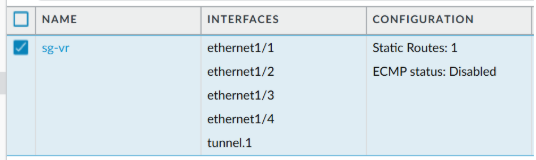 NAME INTERFACES CONFIGURATION
sg-vr ethernet1/1 Static Routes: 1
ethernet1/2 ECMP status: Disabled
ethernet1/3
ethernet1/4
tunnel.1